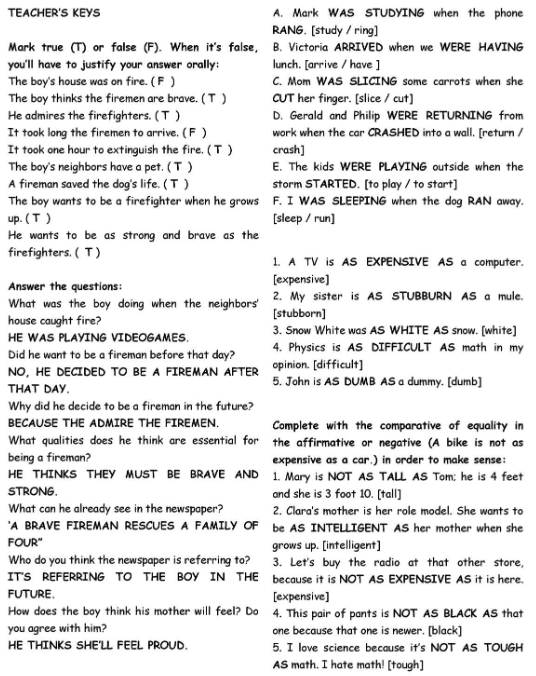 TEACHER'S KEYS
Mark true (T) or false (F). When it's false,
you'll have to justify your answer orally:
The boy's house was on fire. ( F )
The boy thinks the firemen are brave. ( T )
He admires the firefighters. ( T )
It took long the firemen to arrive. ( F )
It took one hour to extinguish the fire. ( T )
The boy's neighbors have a pet. ( T )
A fireman saved the dog's life. ( T )
The boy wants to be a firefighter when he grows
up. ( T )
He wants to be as strong and brave as the
firefighters. ( T )
Answer the questions:
What was the boy doing when the neighbors'
house caught fire?
HE WAS PLAYING VIDEOGAMES.
Did he want to be a fireman before that day?
NO, HE DECIDED TO BE A FIREMAN AFTER
THAT DAY.
Why did he decide to be a fireman in the future?
BECAUSE THE ADMIRE THE FIREMEN.
What qualities does he think are essential for
being a fireman?
HE THINKS THEY MUST BE BRAVE AND
STRONG.
What can he already see in the newspaper?
'A BRAVE FIREMAN RESCUES A FAMILY OF
FOUR"
Who do you think the newspaper is referring to?
IT'S REFERRING TO THE BOY IN THE
FUTURE.
How does the boy think his mother will feel? Do
you agree with him?
HE THINKS SHE'LL FEEL PROUD.
A. Mark WAS STUDYING when the phone
RANG. [study / ring]
B. Victoria ARRIVED when we WERE HAVING
lunch. [arrive / have ]
C. Mom WAS SLICING some carrots when she
CUT her finger. [slice / cut]
D. Gerald and Philip WERE RETURNING from
work when the car CRASHED into a wall. [return /
crash]
E. The kids WERE PLAYING outside when the
storm STARTED. [to play / to start]
F. I WAS SLEEPING when the dog RAN away.
[sleep / run]
1. A TV is AS EXPENSIVE AS a computer.
[expensive]
2. My sister is AS STUBBURN AS a mule.
[stubborn]
3. Snow White was AS WHITE AS snow. [white]
4. Physics is AS DIFFICULT AS math in my
opinion. [difficult]
5. John is AS DUMB AS a dummy. [dumb]
Complete with the comparative of equality in
the affirmative or negative (A bike is not as
expensive as a car.) in order to make sense:
1. Mary is NOT AS TALL AS Tom; he is 4 feet
and she is 3 foot 10. [tall]
2. Clara's mother is her role model. She wants to
be AS INTELLIGENT AS her mother when she
grows up. [intelligent]
3. Let's buy the radio at that other store,
because it is NOT AS EXPENSIVE AS it is here.
[expensive]
4. This pair of pants is NOT AS BLACK AS that
one because that one is newer. [black]
5. I love science because it's NOT AS TOUGH
AS math. I hate math! [tough]